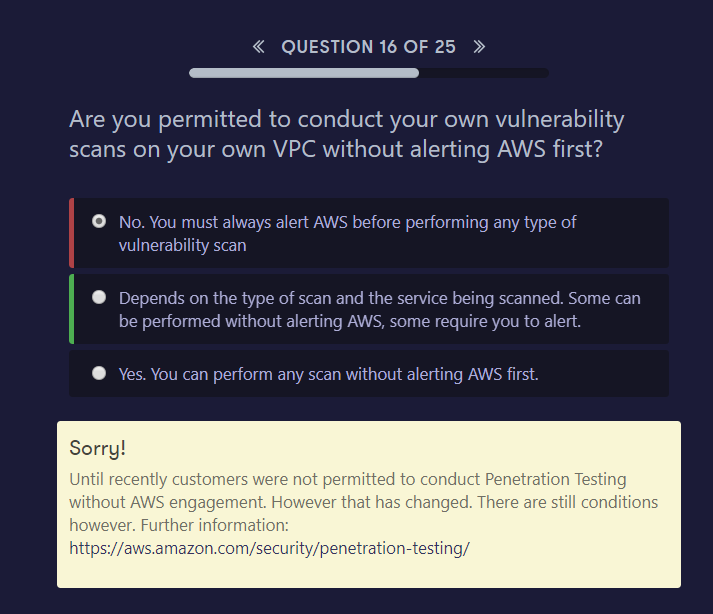 « QUESTION 16 OF 25 »
Are you permitted to conduct your own vulnerability
scans on your own VPC without alerting AWS first?
No. You must always alert AWS before performing any type of
vulnerability scan
Depends on the type of scan and the service being scanned. Some can
be performed without alerting AWS, some require you to alert.
Yes. You can perform any scan without alerting AWS first.
Sorry!
Until recently customers were not permitted to conduct Penetration Testing
without AWS engagement. However that has changed. There are still conditions
however. Further information:
https://aws.amazon.com/security/penetration-testing/